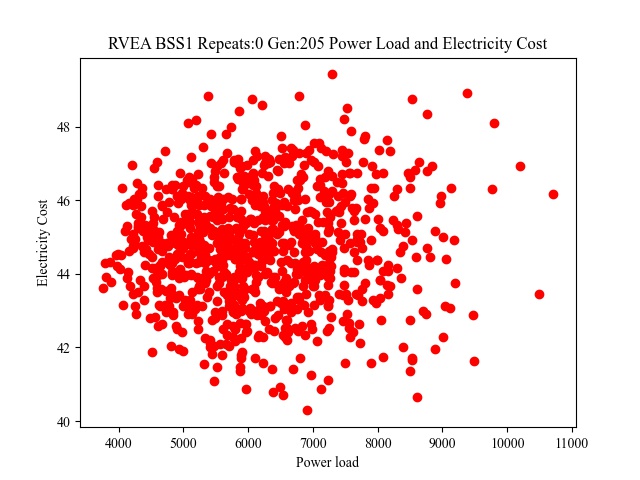 RVEA BSS1 Repeats:0 Gen:205 Power Load and Electricity Cost
48
46
44
42
40
Electricity Cost
4000 5000 6000 7000 8000 9000 10000 11000
Power load